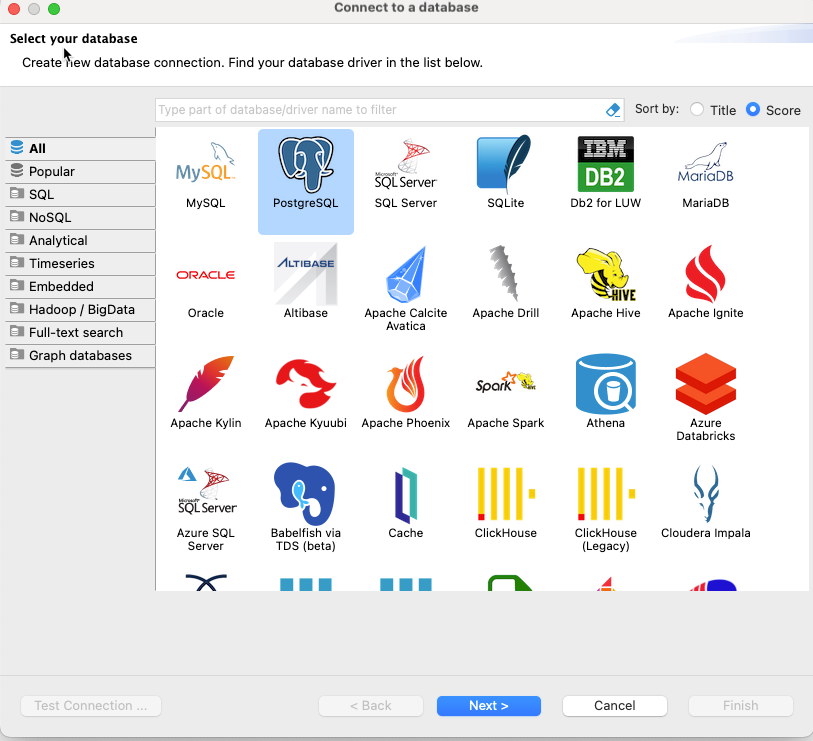 Connect to a database
Select your database
Create new database connection. Find your database driver in the list below.
Type part of database/driver name to filter
Sort by:
Title
Score
All
Popular
SQL
NoSQL
Analytical
Timeseries
Embedded
Hadoop / BigData
Full-text search
Graph databases
MySQL
MySQL
PostgreSQL
Microsoft
SQL Server
SQL Server
SQLite
IBM
DB2
Db2 for LUW
MariaDB
MariaDB
ORACLE
Oracle
ALTIBASE
Altibase
Apache Calcite
Avatica
Apache Drill
HIVE
Apache Hive
Apache Ignite
Apache Kylin
Apache Kyuubi
Apache Phoenix
Spark
Apache Spark
Athena
Azure
Databricks
Microsoft
SQL Server
Azure SQL
Server
Babelfish via
TDS (beta)
Cache
ClickHouse
ClickHouse
(Legacy)
Cloudera Impala
Test Connection ...
< Back
Next >
Cancel
Finish